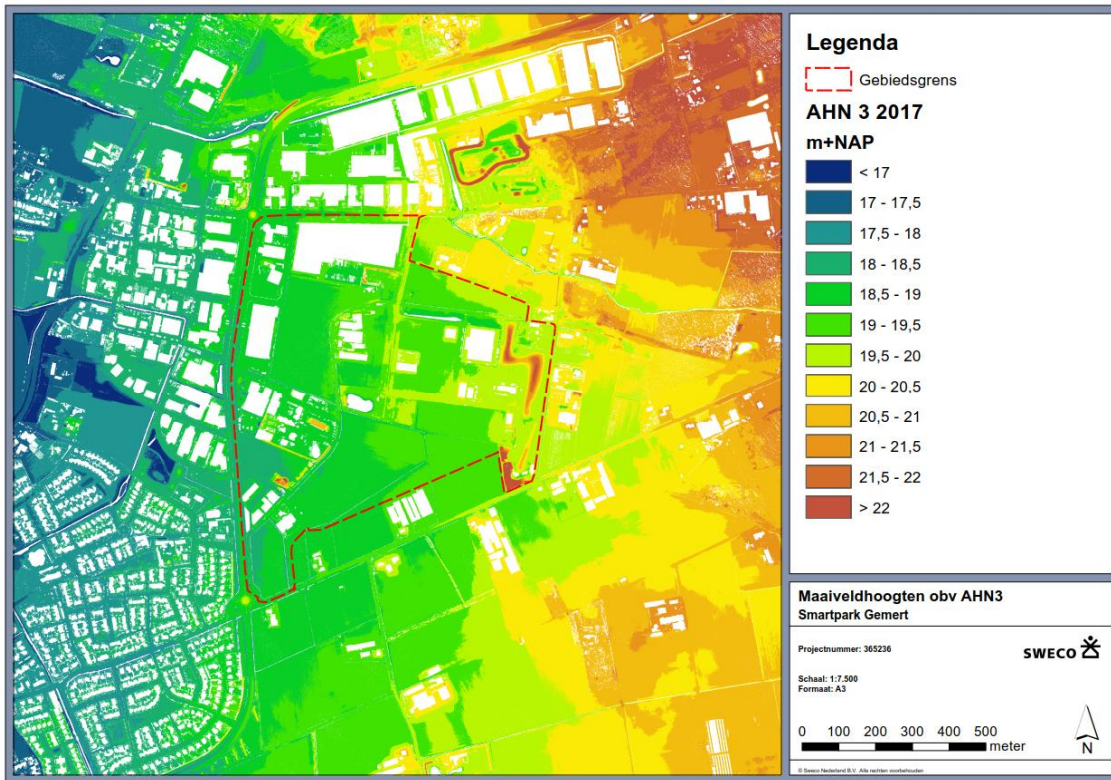 Legenda
Gebiedsgrens
AHN 3 2017
m+NAP
< 17
17 - 17,5
17,5 - 18
18 - 18,5
18,5 - 19
19 - 19,5
19,5 - 20
20 - 20,5
20,5 - 21
21 - 21,5
21,5 - 22
> 22
Maaiveldhoogten obv AHN3
Smartpark Gemert
Projectnummer: 365236
SWECO
Schaal: 1:7.500
Formaat: A3
0 100 200 300 400 500
meter
N
© Sweco Nederland B.V. Alle rechten voorbehouden